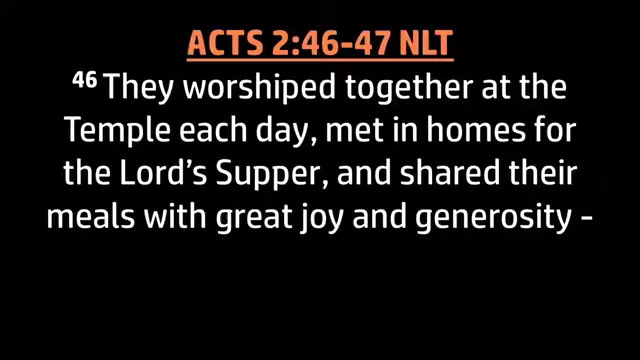 ACTS 2:46-47 NLT
46 They worshiped together at the
Temple each day, met in homes for
the Lord’s Supper, and shared their
meals with great joy and generosity -